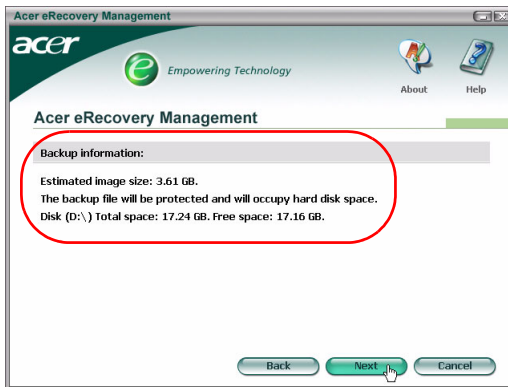 Acer eRecovery Management
acer
e Empowering Technology
About
Help
Acer eRecovery Management
Backup information:
Estimated image size: 3.61 GB.
The backup file will be protected and will occupy hard disk space.
Disk (D:\) Total space: 17.24 GB. Free space: 17.16 GB.
Back
Next
Cancel